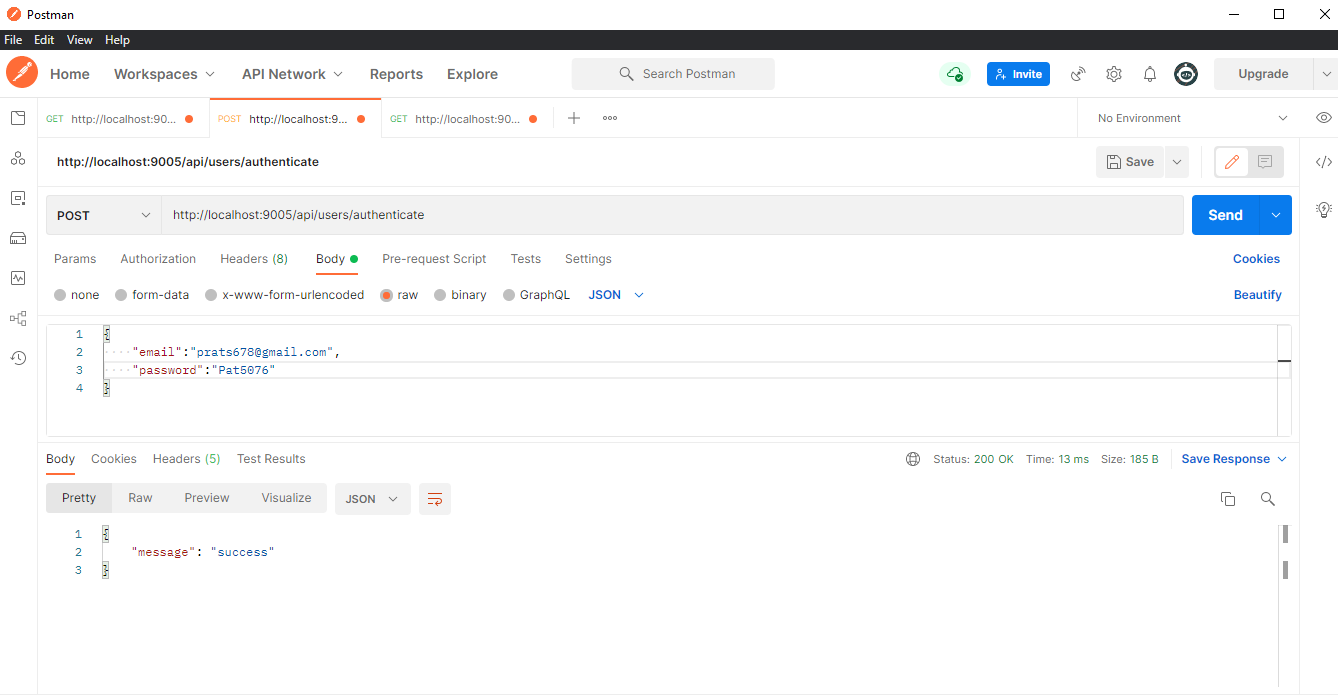 Postman
File Edit View Help
Home Workspaces API Network Reports Explore Search Postman Invite Upgrade
GET http://localhost:90... POST http://localhost:9... GET http://localhost:90... No Environment
http://localhost:9005/api/users/authenticate Save
POST http://localhost:9005/api/users/authenticate Send
Params Authorization Headers (8) Body Pre-request Script Tests Settings Cookies
none form-data x-www-form-urlencoded raw binary GraphQL JSON Beautify
1 {
2 "email":"prats678@gmail.com",
3 "password":"Pat5076"
4 }
Body Cookies Headers (5) Test Results Status: 200 OK Time: 13 ms Size: 185 B Save Response
Pretty Raw Preview Visualize JSON
1 {
2 "message": "success"
3 }